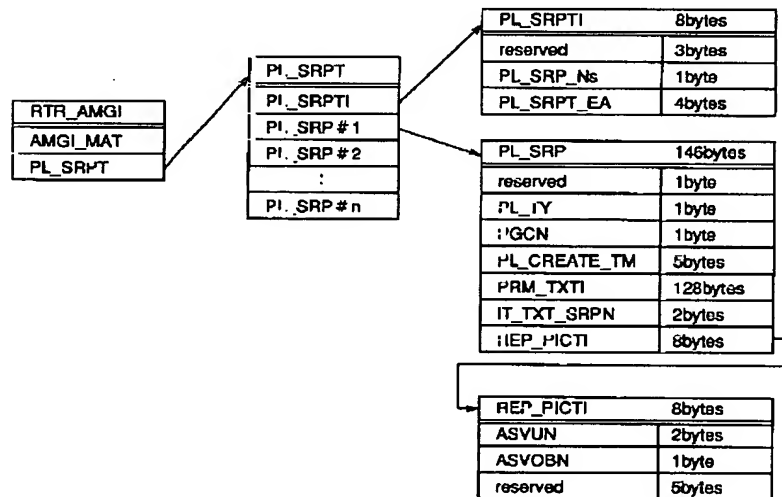 RTR_AMGI
AMGI_MAT
PL_SRPT
PL_SRPT
PL_SRPTI
PL_SRP #1
PL_SRP #2
:
PL_SRP #n
PL_SRPTI 8bytes
reserved 3bytes
PL_SRP_Ns 1byte
PL_SRPT_EA 4bytes
PL_SRP 146bytes
reserved 1byte
PL_TY 1byte
PGCN 1byte
PL_CREATE_TM 5bytes
PRM_TXTI 128bytes
IT_TXT_SRPN 2bytes
REP_PICTI 8bytes
REP_PICTI 8bytes
ASVUN 2bytes
ASVOBN 1byte
reserved 5bytes